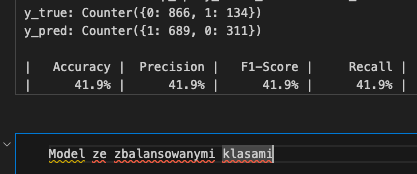 y_true: Counter({0: 866, 1: 134})
y_pred: Counter({1: 689, 0: 311})
| Accuracy | Precision | F1-Score | Recall |
| 41.9% | 41.9% | 41.9% | 41.9% |
Model ze zbalansowanymi klasami